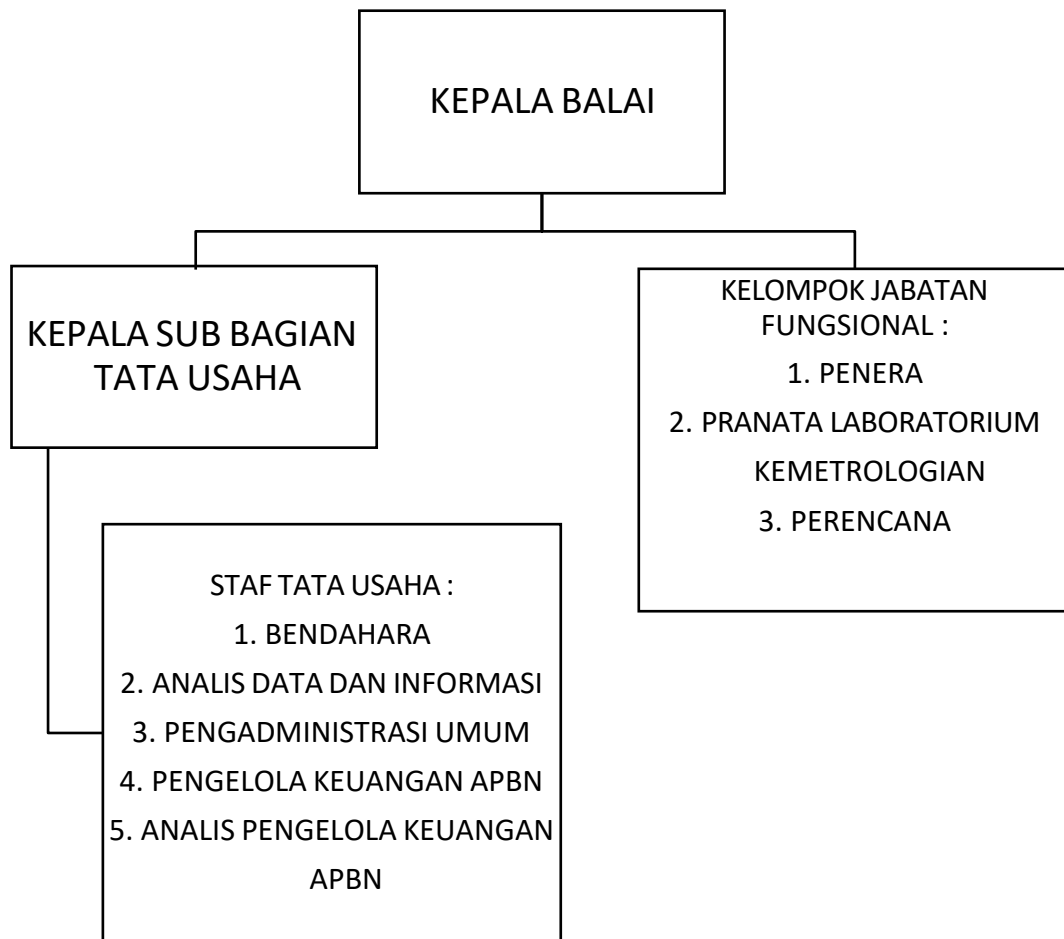 KEPALA BALAI
KEPALA SUB BAGIAN
TATA USAHA
KELOMPOK JABATAN
FUNGSIONAL :
1. PENERA
2. PRANATA LABORATORIUM
KEMETROLOGIAN
3. PERENCANA
STAF TATA USAHA :
1. BENDAHARA
2. ANALIS DATA DAN INFORMASI
3. PENGADMINISTRASI UMUM
4. PENGELOLA KEUANGAN APBN
5. ANALIS PENGELOLA KEUANGAN
APBN